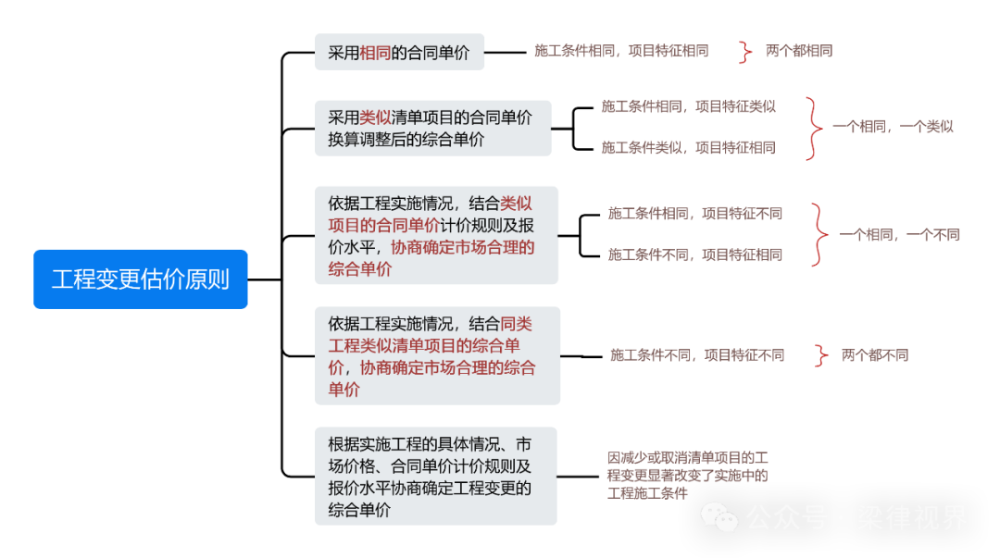 工程变更估价原则
采用相同的合同单价
施工条件相同，项目特征相同
两个都相同
采用类似清单项目的合同单价
换算调整后的综合单价
施工条件相同，项目特征类似
施工条件类似，项目特征相同
一个相同，一个类似
依据工程实施情况，结合类似
项目的合同单价计价规则及报
价水平，协商确定市场合理的
综合单价
施工条件相同，项目特征不同
施工条件不同，项目特征相同
一个相同，一个不同
依据工程实施情况，结合同类
工程类似清单项目的综合单
价，协商确定市场合理的综合
单价
施工条件不同，项目特征不同
两个都不同
根据实施工程的具体情况、市
场价格、合同单价计价规则及
报价水平协商确定工程变更的
综合单价
因减少或取消清单项目的工
程变更显著改变了实施中的
工程施工条件
公众号 梁律视界